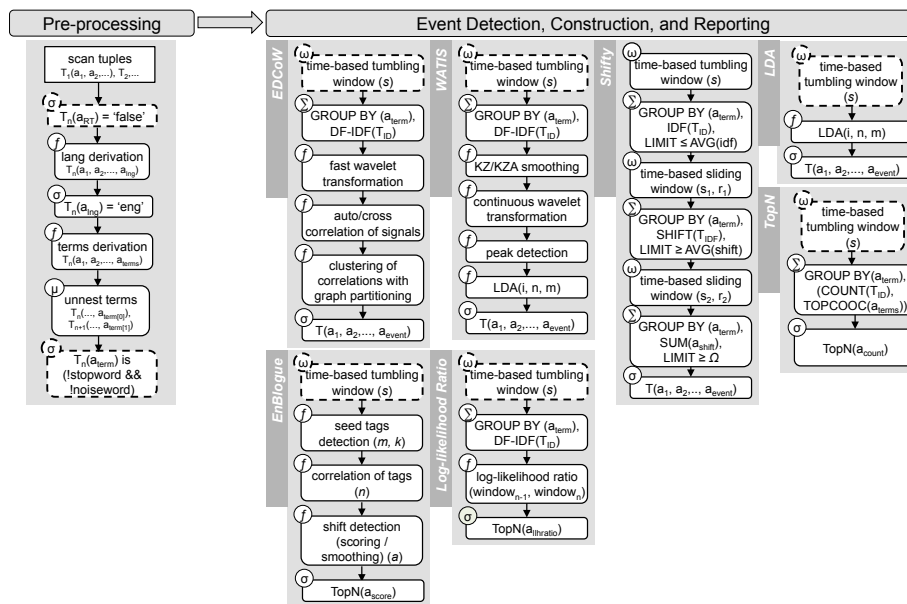 Pre-processing
scan tuples
T1(a1, a2,...), T2,...
σ
Tn(aRT) = 'false'
ƒ
lang derivation
Tn(a1, a2,..., alng)
σ
Tn(alng) = 'eng'
ƒ
terms derivation
Tn(a1, a2,..., aterms)
μ
unnest terms
Tn(..., aterm[0])
Tn+1(..., aterm[1])
σ
Tn(aterm) is
(!stopword &&
!noiseword)
Event Detection, Construction, and Reporting
EDCoW
ω
time-based tumbling
window (s)
Σ
GROUP BY (aterm),
DF-IDF(TID)
ƒ
fast wavelet
transformation
ƒ
auto/cross
correlation of signals
ƒ
clustering of
correlations with
graph partitioning
σ
T(a1, a2,..., aevent)
WATIS
ω
time-based tumbling
window (s)
Σ
GROUP BY (aterm),
DF-IDF(TID)
ƒ
KZ/KZA smoothing
ƒ
continuous wavelet
transformation
ƒ
peak detection
ƒ
LDA(i, n, m)
σ
T(a1, a2,..., aevent)
Shifty
ω
time-based tumbling
window (s)
Σ
GROUP BY (aterm),
IDF(TID),
LIMIT ≤ AVG(idf)
ω
time-based sliding
window (s1, r1)
Σ
GROUP BY (aterm),
SHIFT(TIDF),
LIMIT ≥ AVG(shift)
ω
time-based sliding
window (s2, r2)
Σ
GROUP BY (aterm),
SUM(ashift),
LIMIT ≥ Ω
σ
T(a1, a2,.., aevent)
LDA
ω
time-based
tumbling window
(s)
ƒ
LDA(i, n, m)
σ
T(a1, a2,..., aevent)
TopN
ω
time-based
tumbling window
(s)
Σ
GROUP BY(aterm),
(COUNT(TID),
TOPCOOC(aterms))
σ
TopN(acount)
EnBlogue
ω
time-based tumbling
window (s)
ƒ
seed tags
detection (m, k)
ƒ
correlation of tags
(n)
ƒ
shift detection
(scoring /
smoothing) (a)
σ
TopN(ascore)
Log-likelihood Ratio
ω
time-based tumbling
window (s)
Σ
GROUP BY (aterm),
DF-IDF(TID)
ƒ
log-likelihood ratio
(windown-1, windown)
σ
TopN(allhratio)